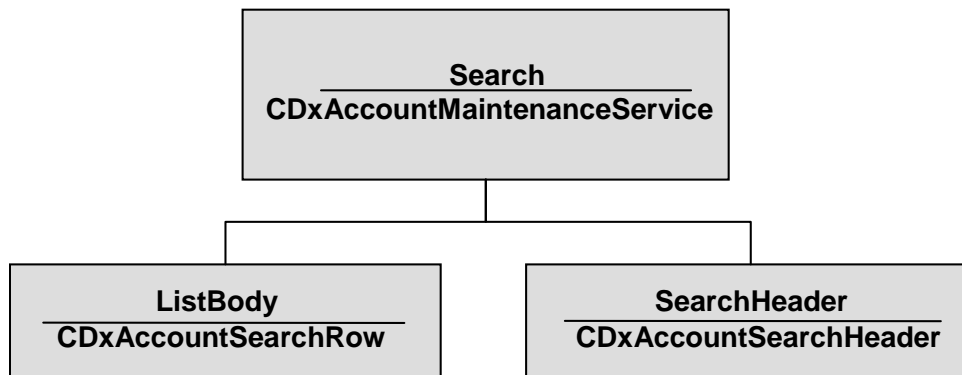 Search
CDxAccountMaintenanceService
ListBody
CDxAccountSearchRow
SearchHeader
CDxAccountSearchHeader